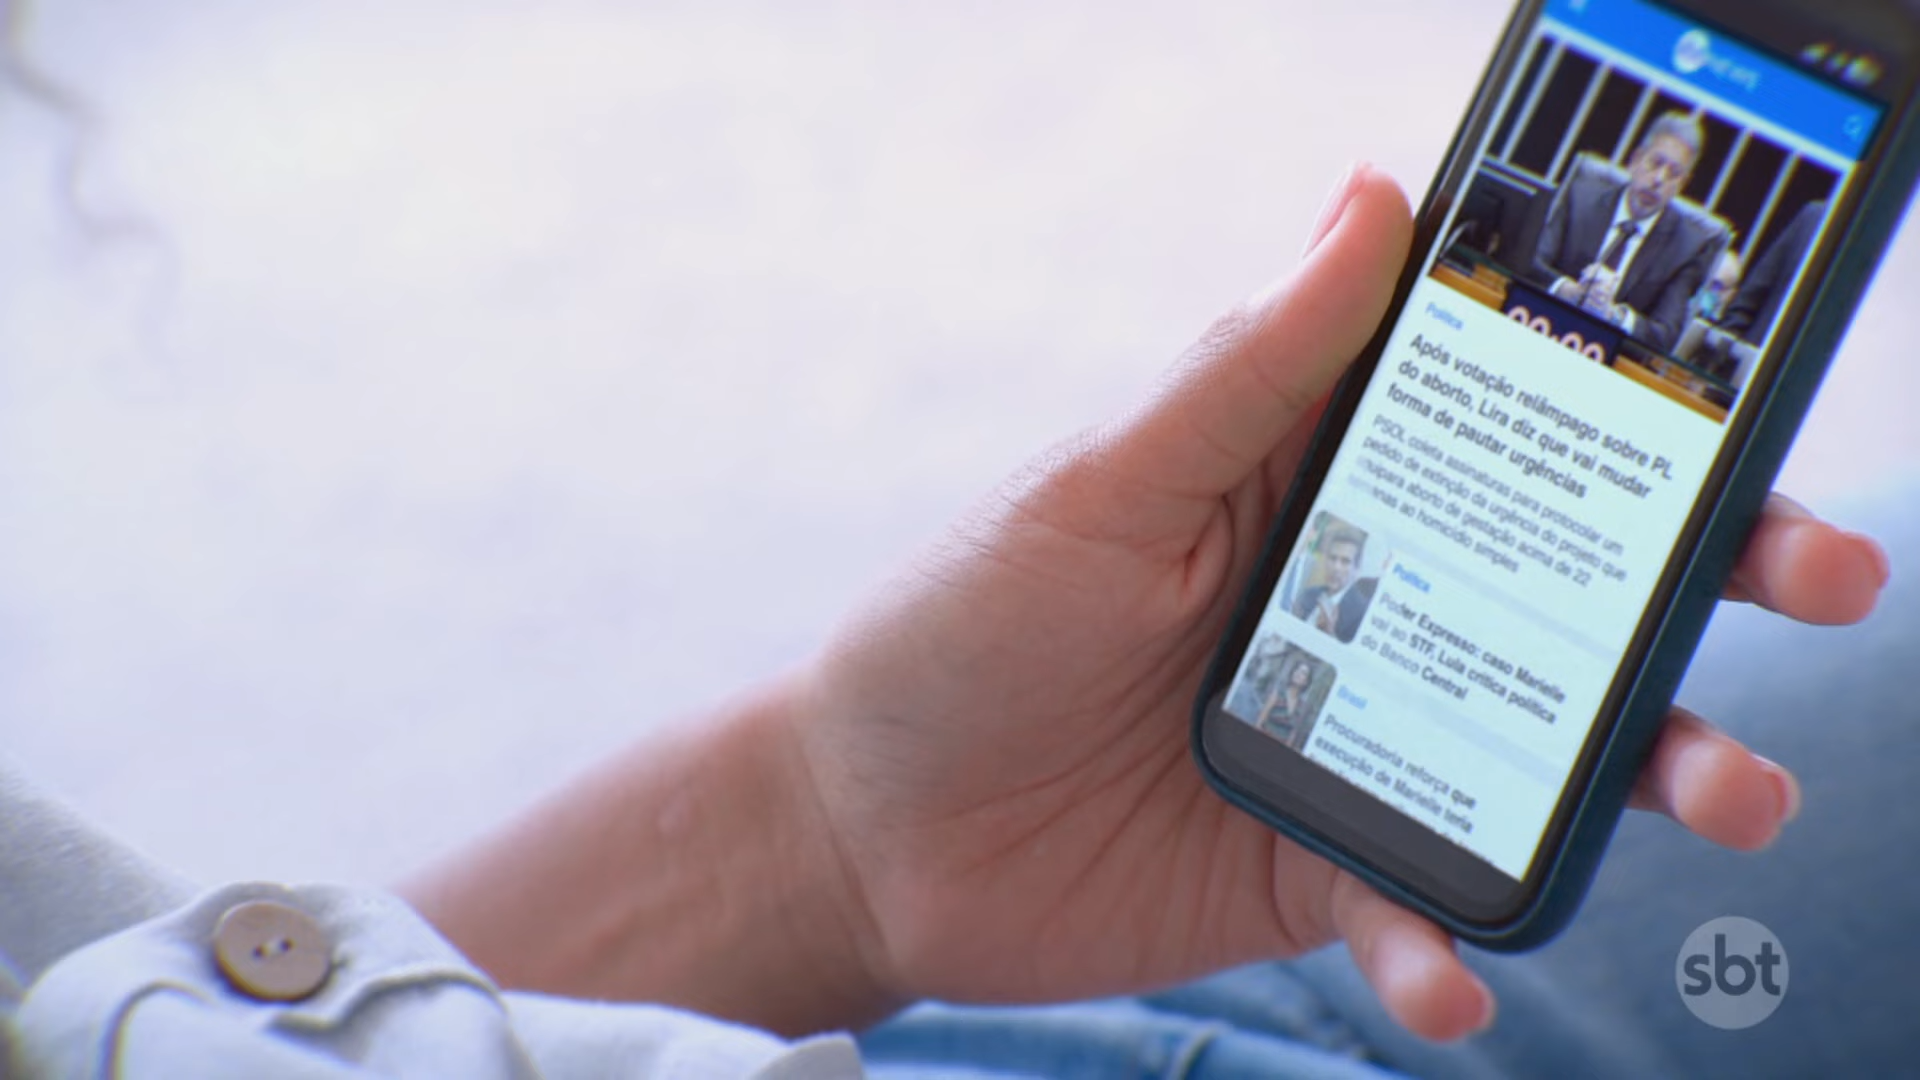 news
Política
00:00
Após votação relâmpago sobre PL
do aborto, Lira diz que vai mudar
forma de pautar urgências
PSOL coleta assinaturas para protocolar um
pedido de extinção da urgência do projeto que
equipara aborto de gestação acima de 22
semanas ao homicídio simples
Política
Poder Expresso: caso Marielle
vai ao STF, Lula critica política
do Banco Central
Brasil
Procuradoria reforça que
execução de Marielle teria
sbt